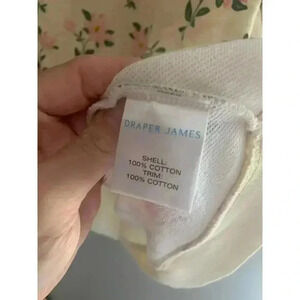 DRAPER JAMES
SHELL:
100% COTTON
TRIM:
100% COTTON